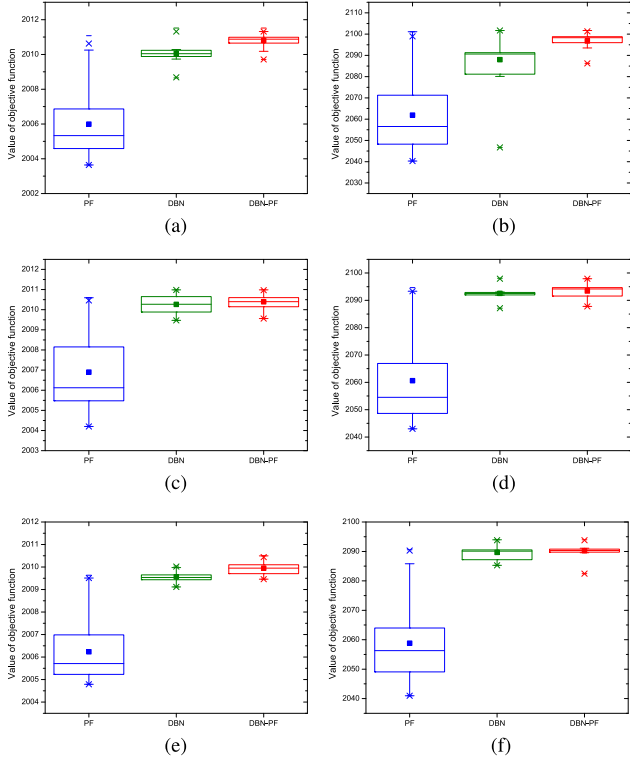 Value of objective function
2012
2010
2008
2006
2004
2002
PF
DBN
DBN-PF
(a)
Value of objective function
2100
2090
2080
2070
2060
2050
2040
2030
PF
DBN
DBN-PF
(b)
Value of objective function
2012
2011
2010
2009
2008
2007
2006
2005
2004
2003
PF
DBN
DBN-PF
(c)
Value of objective function
2100
2090
2080
2070
2060
2050
2040
PF
DBN
DBN-PF
(d)
Value of objective function
2012
2011
2010
2009
2008
2007
2006
2005
2004
PF
DBN
DBN-PF
(e)
Value of objective function
2100
2090
2080
2070
2060
2050
2040
PF
DBN
DBN-PF
(f)